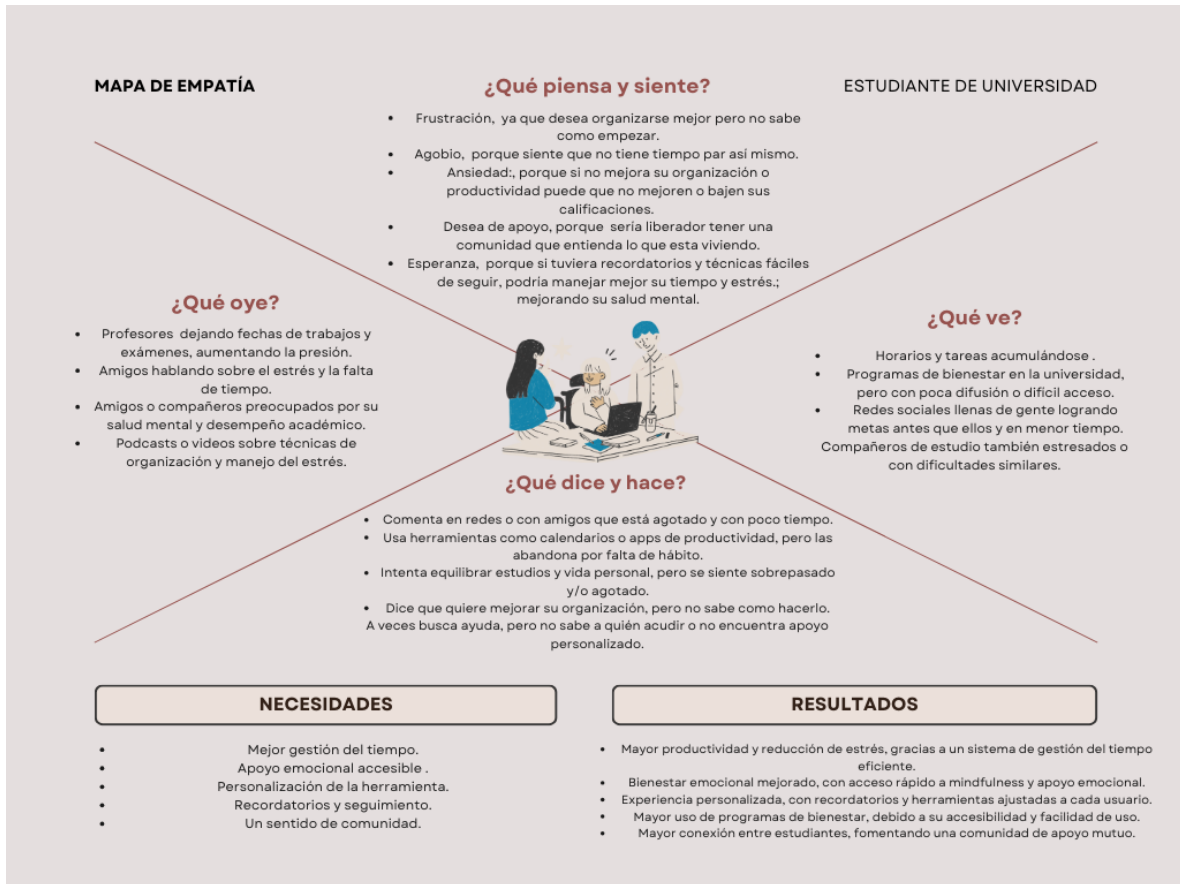 MAPA DE EMPATÍA
ESTUDIANTE DE UNIVERSIDAD
¿Qué piensa y siente?
• Frustración, ya que desea organizarse mejor pero no sabe
como empezar.
• Agobio, porque siente que no tiene tiempo par así mismo.
• Ansiedad:, porque si no mejora su organización o
productividad puede que no mejoren o bajen sus
calificaciones.
• Desea de apoyo, porque sería liberador tener una
comunidad que entienda lo que esta viviendo.
• Esperanza, porque si tuviera recordatorios y técnicas fáciles
de seguir, podría manejar mejor su tiempo y estrés.;
mejorando su salud mental.
¿Qué oye?
• Profesores dejando fechas de trabajos y
exámenes, aumentando la presión.
• Amigos hablando sobre el estrés y la falta
de tiempo.
• Amigos o compañeros preocupados por su
salud mental y desempeño académico.
• Podcasts o videos sobre técnicas de
organización y manejo del estrés.
¿Qué ve?
• Horarios y tareas acumulándose .
• Programas de bienestar en la universidad,
pero con poca difusión o difícil acceso.
• Redes sociales llenas de gente logrando
metas antes que ellos y en menor tiempo.
Compañeros de estudio también estresados o
con dificultades similares.
¿Qué dice y hace?
• Comenta en redes o con amigos que está agotado y con poco tiempo.
• Usa herramientas como calendarios o apps de productividad, pero las
abandona por falta de hábito.
• Intenta equilibrar estudios y vida personal, pero se siente sobrepasado
y/o agotado.
• Dice que quiere mejorar su organización, pero no sabe como hacerlo.
A veces busca ayuda, pero no sabe a quién acudir o no encuentra apoyo
personalizado.
NECESIDADES
• Mejor gestión del tiempo.
• Apoyo emocional accesible .
• Personalización de la herramienta.
• Recordatorios y seguimiento.
• Un sentido de comunidad.
RESULTADOS
• Mayor productividad y reducción de estrés, gracias a un sistema de gestión del tiempo
eficiente.
• Bienestar emocional mejorado, con acceso rápido a mindfulness y apoyo emocional.
• Experiencia personalizada, con recordatorios y herramientas ajustadas a cada usuario.
• Mayor uso de programas de bienestar, debido a su accesibilidad y facilidad de uso.
• Mayor conexión entre estudiantes, fomentando una comunidad de apoyo mutuo.